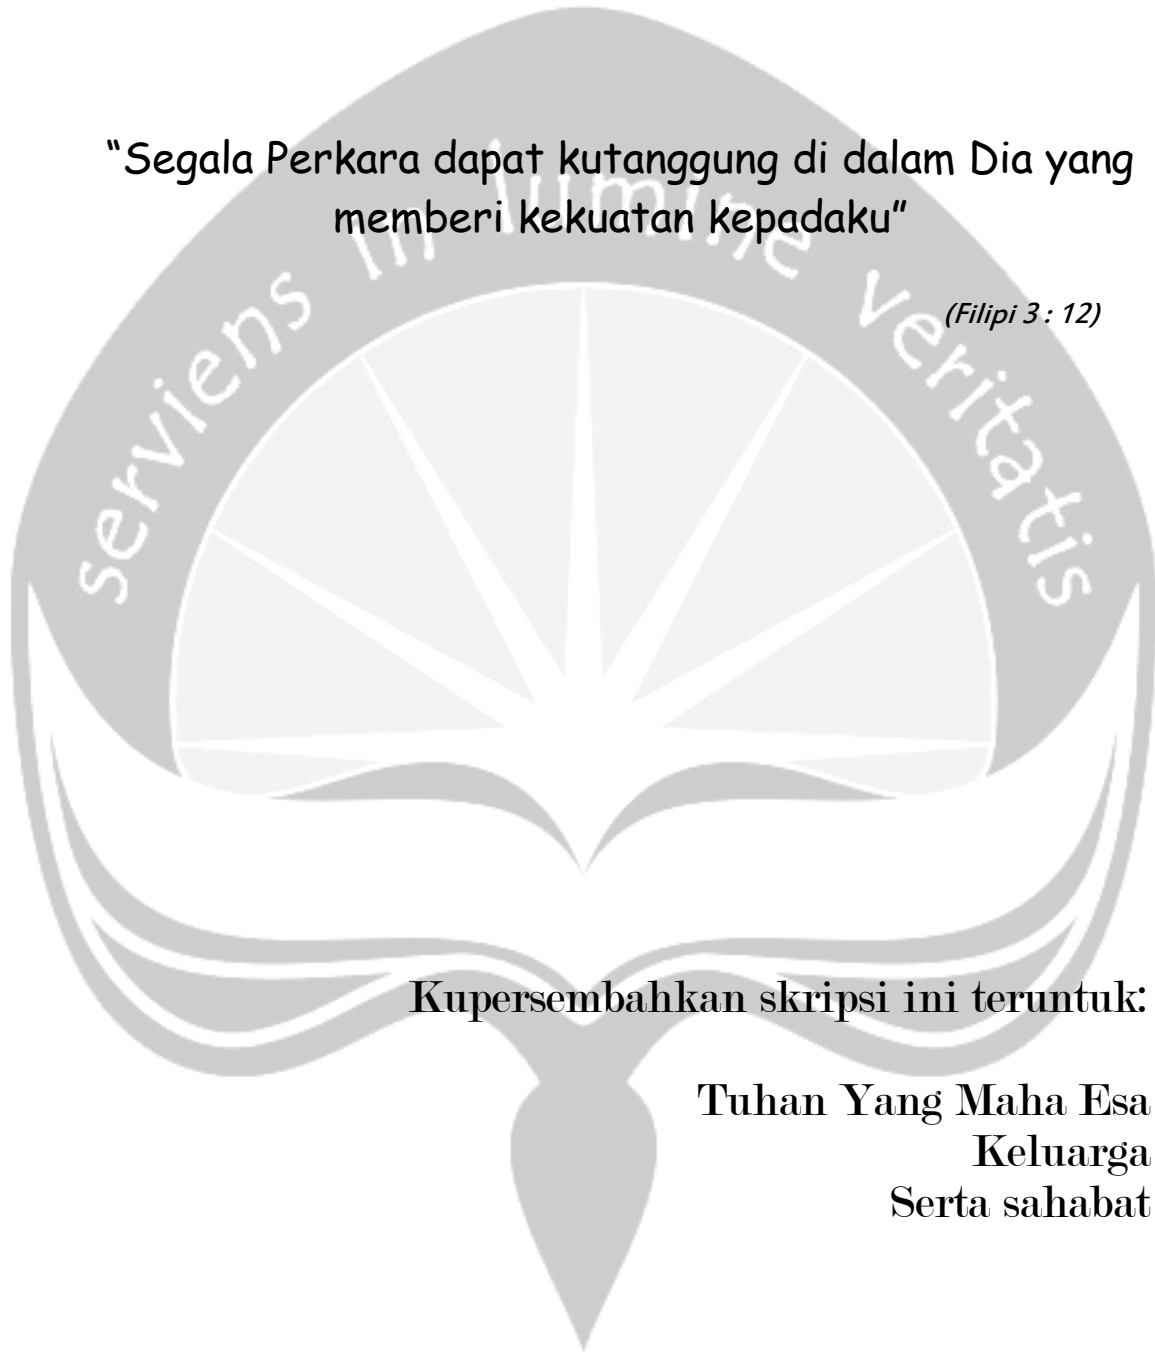 “Segala Perkara dapat kutanggung di dalam Dia yang
memberi kekuatan kepadaku”
(Filipi 3 : 12)
serviens in lumine veritatis
Kupersembahkan skripsi ini teruntuk:
Tuhan Yang Maha Esa
Keluarga
Serta sahabat